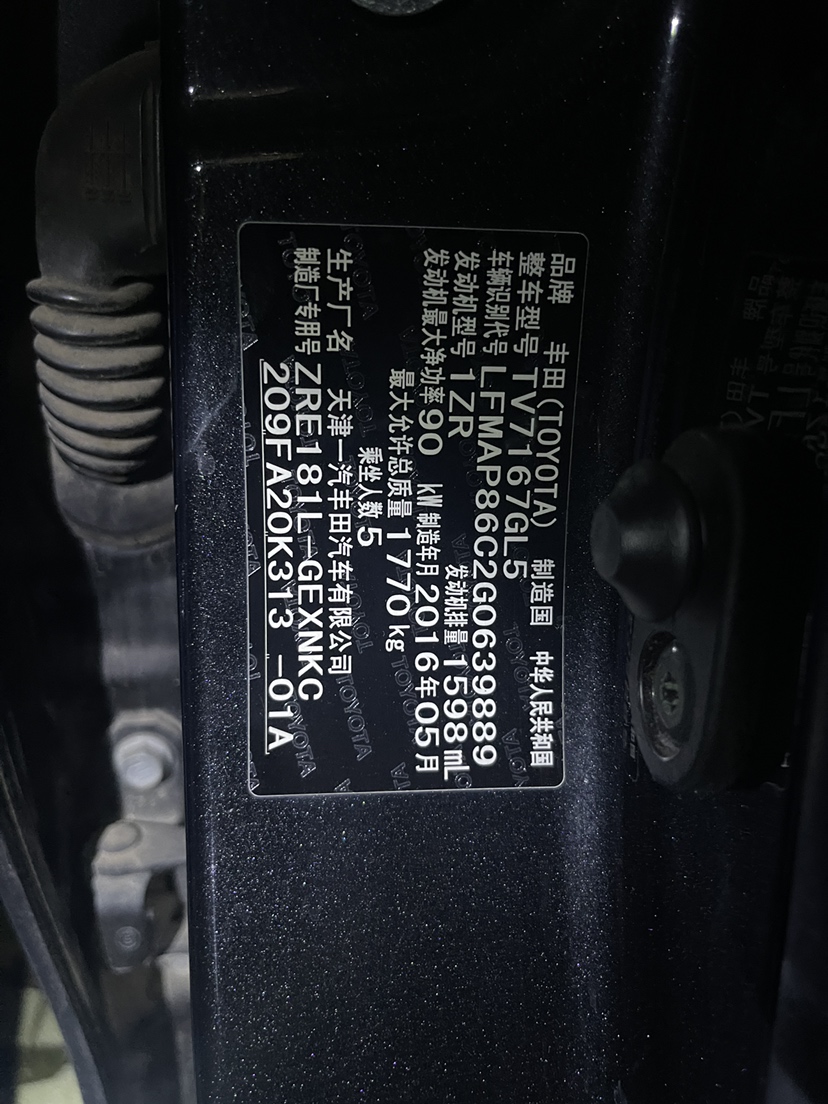 品牌 丰田(TOYOTA) 制造国 中华人民共和国
整车型号 TV7167GL5
车辆识别代号 LFMAP86C2G0639889
发动机型号 1ZR 发动机排量 1598 mL
发动机最大净功率 90 kW 制造年月 2016年05月
最大允许总质量 1770 kg
乘坐人数 5
生产厂名 天津一汽丰田汽车有限公司
制造厂专用号 ZRE181L-GEXNKC
209FA20K313 -01A